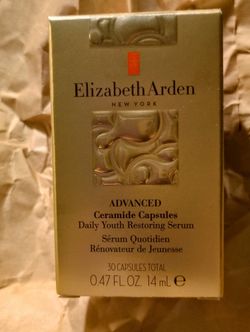 Elizabeth Arden
NEW YORK
ADVANCED
Ceramide Capsules
Daily Youth Restoring Serum
Sérum Quotidien
Rénovateur de Jeunesse
30 CAPSULES TOTAL
0.47 FL. OZ. 14 mL ℮